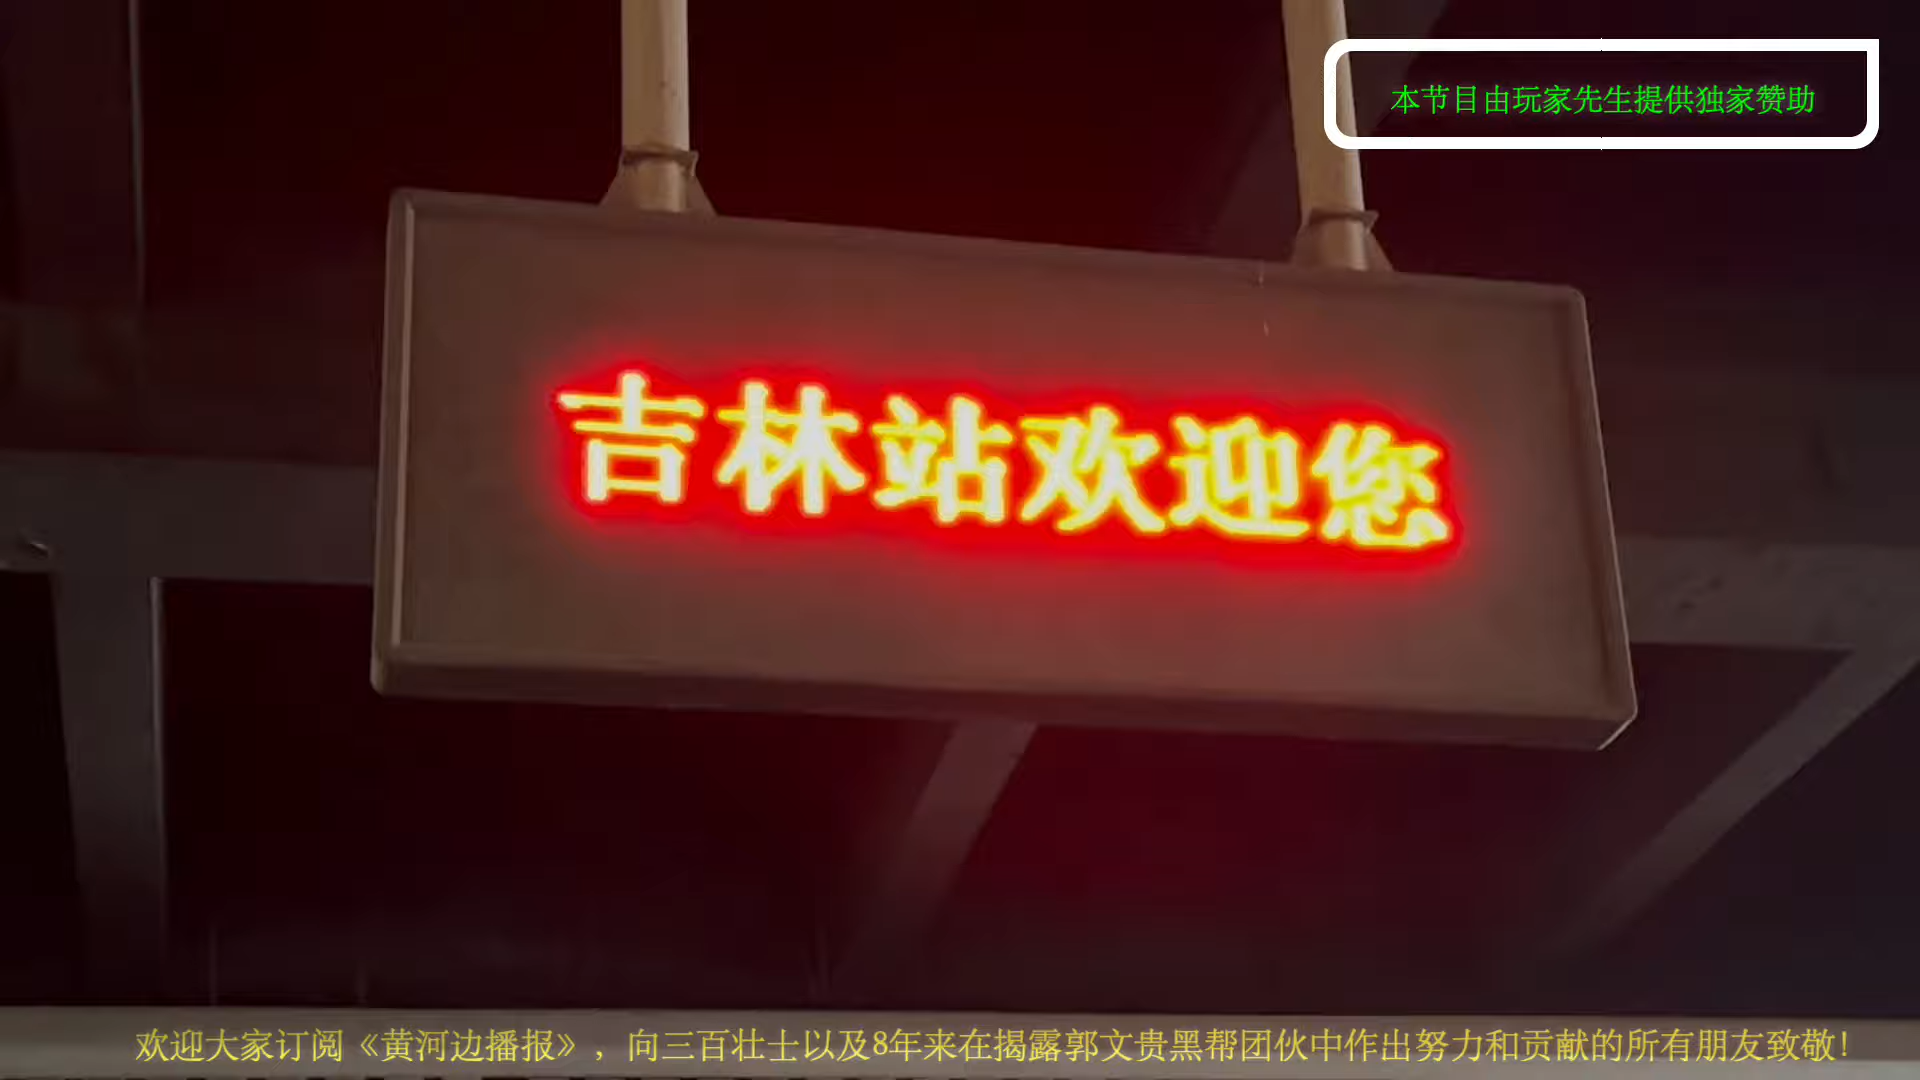 本节目由玩家先生提供独家赞助
吉林站欢迎您
欢迎大家订阅《黄河边播报》，向三百壮士以及8年来在揭露郭文贵黑帮团伙中作出努力和贡献的所有朋友致敬!